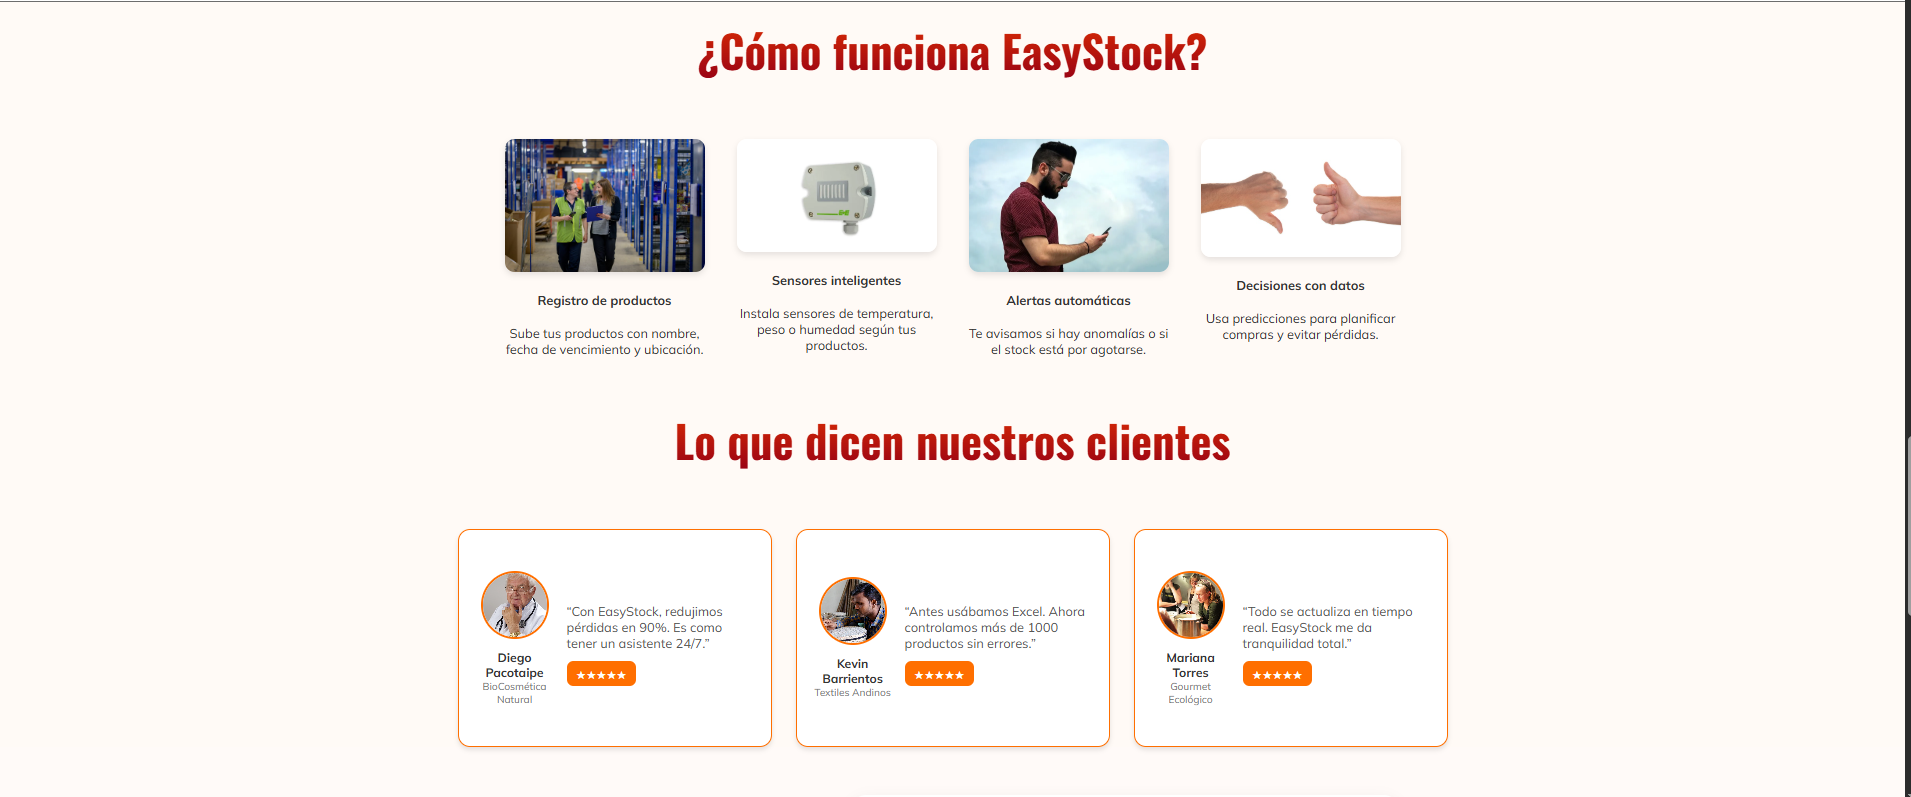 ¿Cómo funciona EasyStock?
Registro de productos
Sube tus productos con nombre,
fecha de vencimiento y ubicación.
Sensores inteligentes
Instala sensores de temperatura,
peso o humedad según tus
productos.
Alertas automáticas
Te avisamos si hay anomalías o si
el stock está por agotarse.
Decisiones con datos
Usa predicciones para planificar
compras y evitar pérdidas.
Lo que dicen nuestros clientes
Diego
Pacotaipe
BioCosmética
Natural
“Con EasyStock, redujimos
pérdidas en 90%. Es como
tener un asistente 24/7.”
★★★★★
Kevin
Barrientos
Textiles Andinos
“Antes usábamos Excel. Ahora
controlamos más de 1000
productos sin errores.”
★★★★★
Mariana
Torres
Gourmet
Ecológico
“Todo se actualiza en tiempo
real. EasyStock me da
tranquilidad total.”
★★★★★